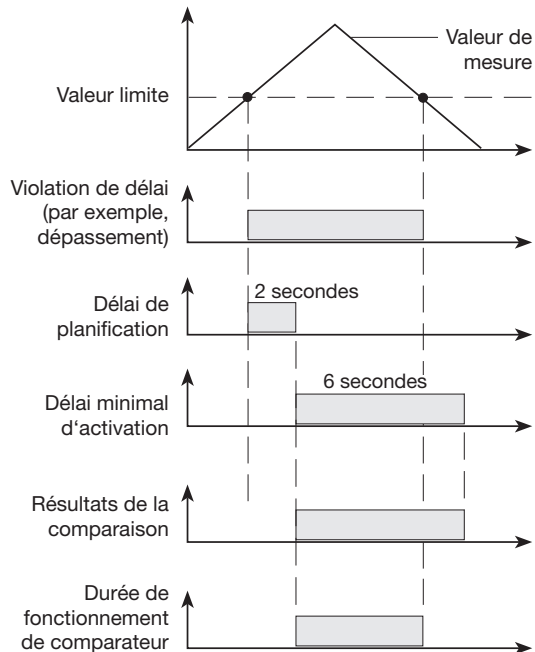 Valeur de
mesure
Valeur limite
Violation de délai
(par exemple,
dépassement)
2 secondes
Délai de
planification
6 secondes
Délai minimal
d‘activation
Résultats de la
comparaison
Durée de
fonctionnement
de comparateur